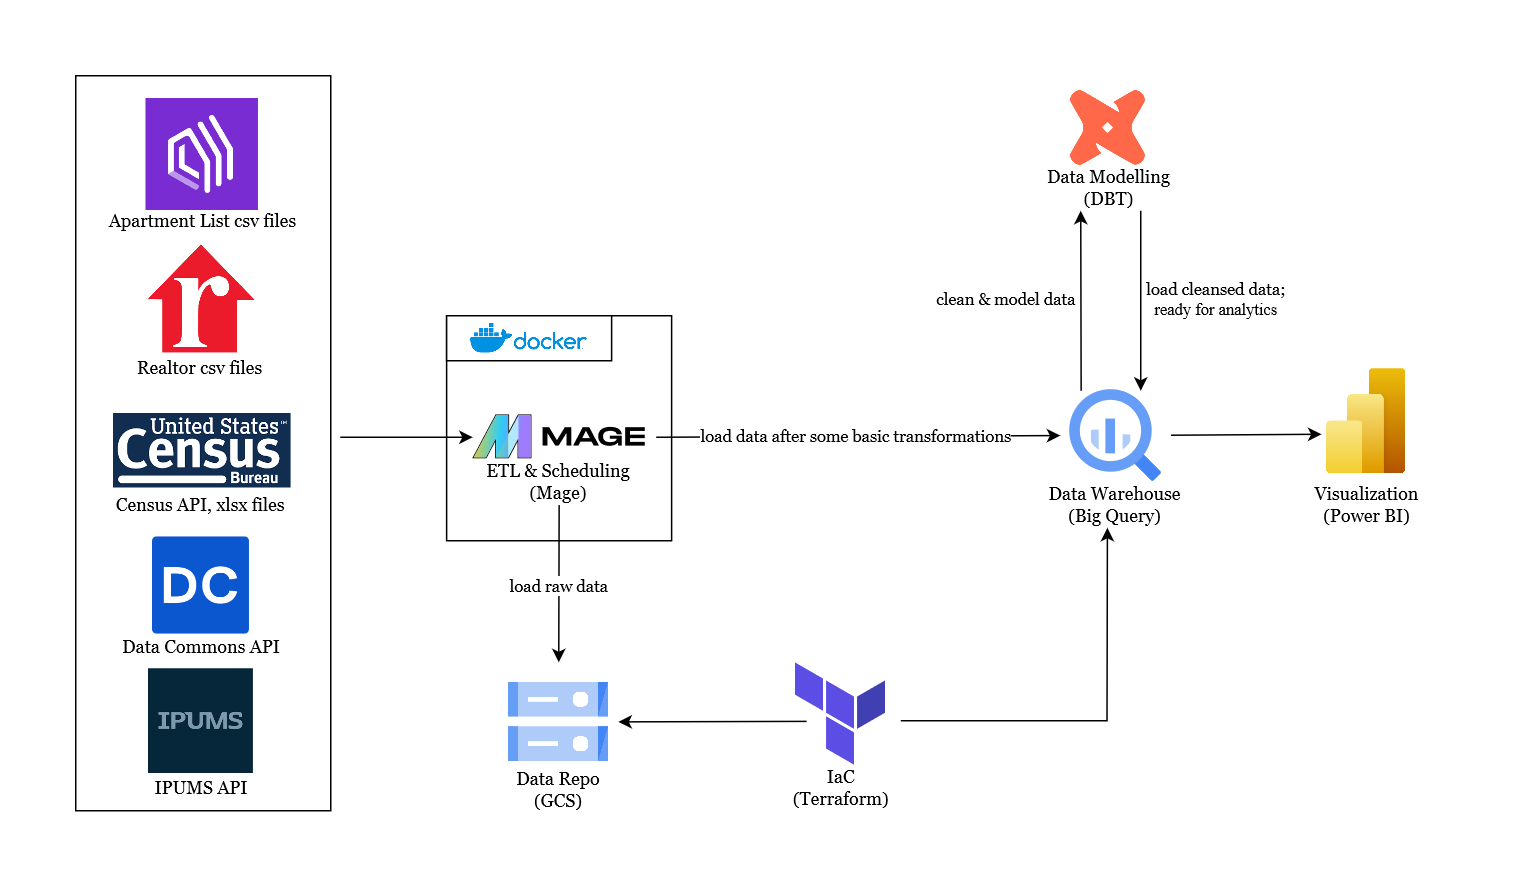 Apartment List csv files
r
Realtor csv files
United States™
Census
Bureau
Census API, xlsx files
DC
Data Commons API
IPUMS
IPUMS API
docker
MAGE
ETL & Scheduling
(Mage)
load raw data
Data Repo
(GCS)
load data after some basic transformations
IaC
(Terraform)
Data Modelling
(DBT)
clean & model data
load cleansed data;
ready for analytics
Data Warehouse
(Big Query)
Visualization
(Power BI)